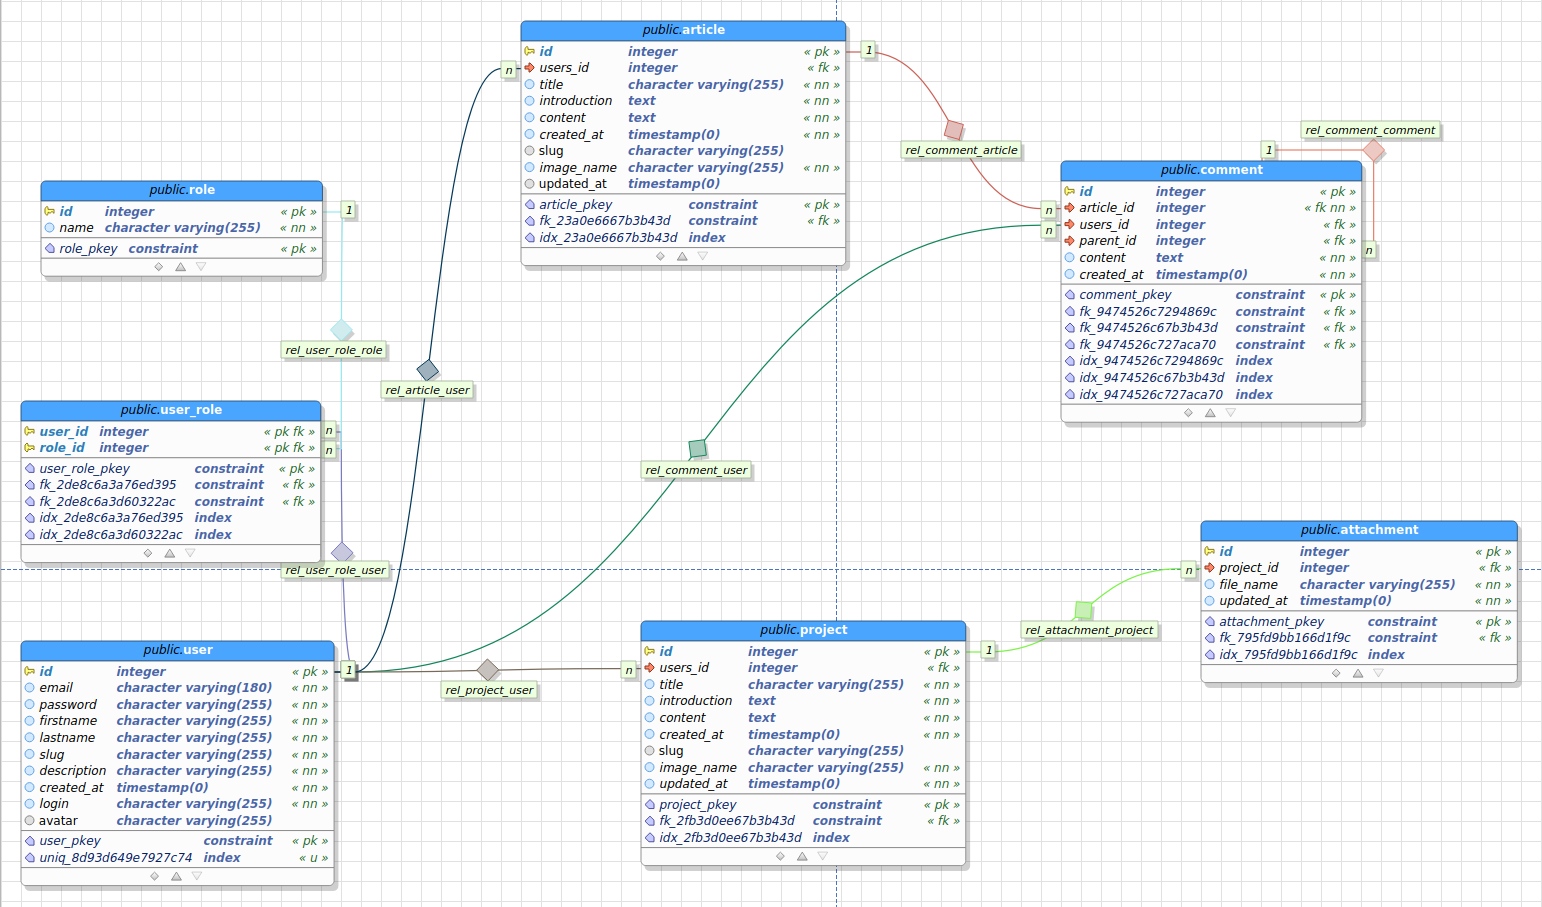 public.article
id integer « pk »
users_id integer « fk »
title character varying(255) « nn »
introduction text « nn »
content text « nn »
created_at timestamp(0) « nn »
slug character varying(255)
image_name character varying(255) « nn »
updated_at timestamp(0)
article_pkey constraint « pk »
fk_23a0e6667b3b43d constraint « fk »
idx_23a0e6667b3b43d index
1
n
rel_comment_article
rel_comment_comment
1
n
public.comment
id integer « pk »
article_id integer « fk nn »
users_id integer « fk »
parent_id integer « fk »
content text « nn »
created_at timestamp(0) « nn »
comment_pkey constraint « pk »
fk_9474526c7294869c constraint « fk »
fk_9474526c67b3b43d constraint « fk »
fk_9474526c727aca70 constraint « fk »
idx_9474526c7294869c index
idx_9474526c67b3b43d index
idx_9474526c727aca70 index
n
n
public.role
id integer « pk »
name character varying(255) « nn »
role_pkey constraint « pk »
1
rel_user_role_role
rel_article_user
public.user_role
user_id integer « pk fk »
role_id integer « pk fk »
user_role_pkey constraint « pk »
fk_2de8c6a3a76ed395 constraint « fk »
fk_2de8c6a3d60322ac constraint « fk »
idx_2de8c6a3a76ed395 index
idx_2de8c6a3d60322ac index
n
n
rel_user_role_user
rel_comment_user
public.attachment
id integer « pk »
project_id integer « fk »
file_name character varying(255) « nn »
updated_at timestamp(0) « nn »
attachment_pkey constraint « pk »
fk_795fd9bb166d1f9c constraint « fk »
idx_795fd9bb166d1f9c index
n
rel_attachment_project
1
public.user
id integer « pk »
email character varying(180) « nn »
password character varying(255) « nn »
firstname character varying(255) « nn »
lastname character varying(255) « nn »
slug character varying(255) « nn »
description character varying(255) « nn »
created_at timestamp(0) « nn »
login character varying(255) « nn »
avatar character varying(255)
user_pkey constraint « pk »
uniq_8d93d649e7927c74 index « u »
1
rel_project_user
n
public.project
id integer « pk »
users_id integer « fk »
title character varying(255) « nn »
introduction text « nn »
content text « nn »
created_at timestamp(0) « nn »
slug character varying(255)
image_name character varying(255) « nn »
updated_at timestamp(0) « nn »
project_pkey constraint « pk »
fk_2fb3d0ee67b3b43d constraint « fk »
idx_2fb3d0ee67b3b43d index